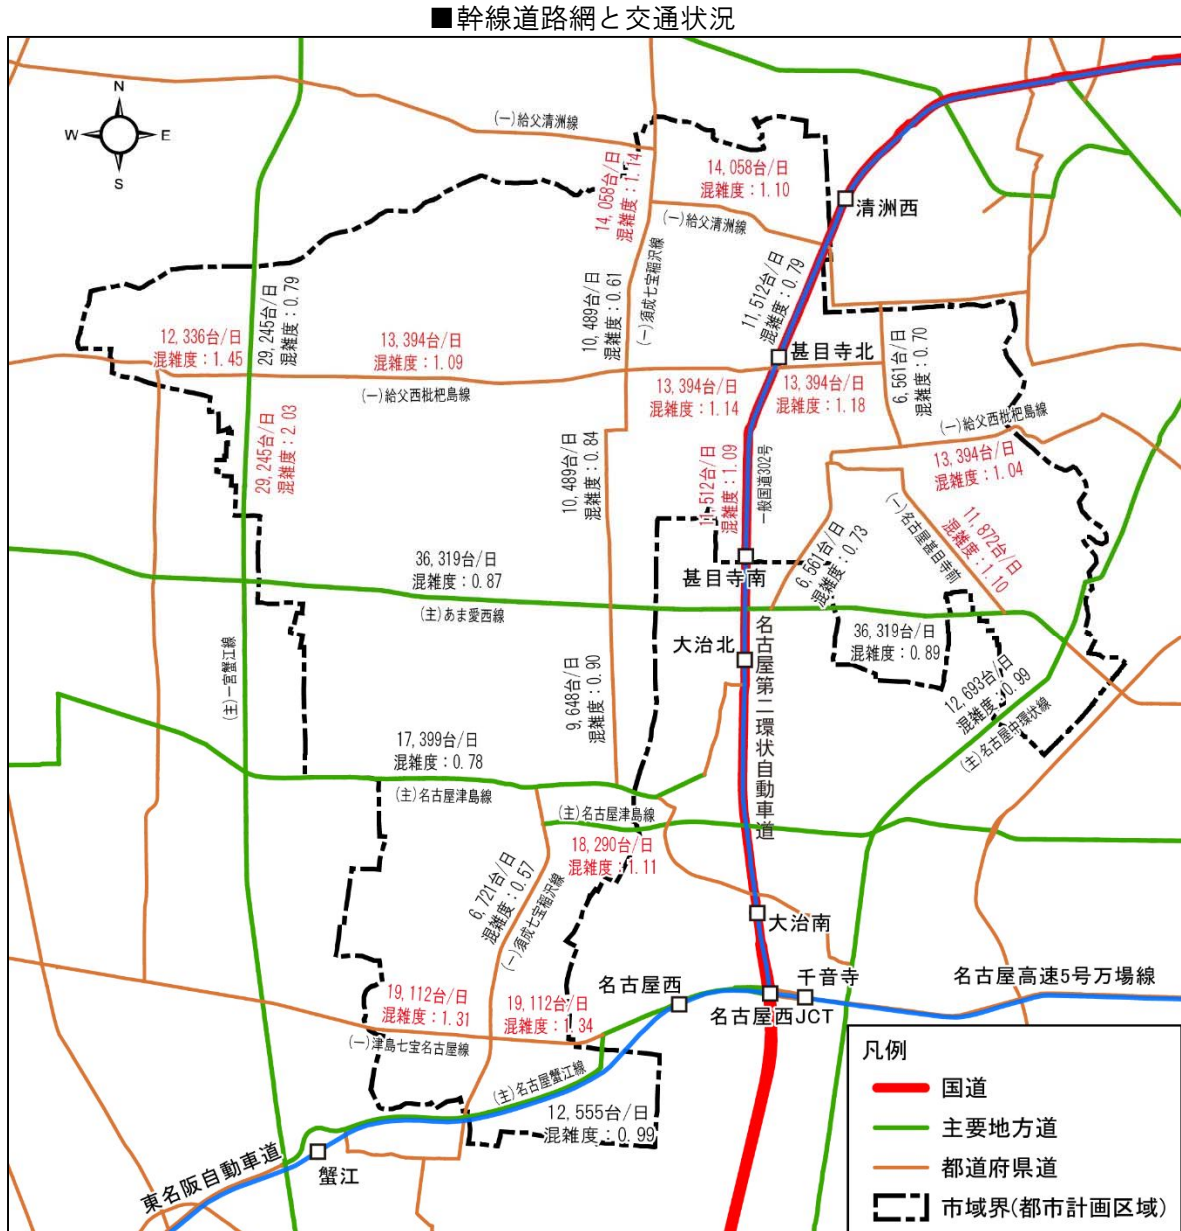 ■幹線道路網と交通状況
N
W
E
S
(一)給父清洲線
14,058台/日
混雑度：1.14
14,058台/日
混雑度：1.10
(一)給父清洲線
清洲西
(一)須成七宝稲沢線
10,489台/日
混雑度：0.61
11,512台/日
混雑度：0.79
29,245台/日
混雑度：0.79
12,336台/日
混雑度：1.45
13,394台/日
混雑度：1.09
(一)給父西枇杷島線
甚目寺北
13,394台/日
混雑度：1.14
13,394台/日
混雑度：1.18
6,561台/日
混雑度：0.70
(一)給父西枇杷島線
13,394台/日
混雑度：1.04
29,245台/日
混雑度：2.03
10,489台/日
混雑度：0.84
11,512台/日
混雑度：1.09
一般国道302号
(一)名古屋甚目寺前
11,872台/日
混雑度：1.10
6,561台/日
混雑度：0.73
36,319台/日
混雑度：0.87
(主)あま愛西線
甚目寺南
大治北
名古屋第二環状自動車道
36,319台/日
混雑度：0.89
(主)一宮蟹江線
9,648台/日
混雑度：0.90
12,693台/日
混雑度：0.99
(主)名古屋中環状線
17,399台/日
混雑度：0.78
(主)名古屋津島線
(主)名古屋津島線
18,290台/日
混雑度：1.11
6,721台/日
混雑度：0.57
(一)須成七宝稲沢線
大治南
名古屋西
千音寺
名古屋高速5号万場線
名古屋西JCT
19,112台/日
混雑度：1.31
19,112台/日
混雑度：1.34
(一)津島七宝名古屋線
(主)名古屋蟹江線
12,555台/日
混雑度：0.99
東名阪自動車道
蟹江
凡例
国道
主要地方道
都道府県道
市域界(都市計画区域)